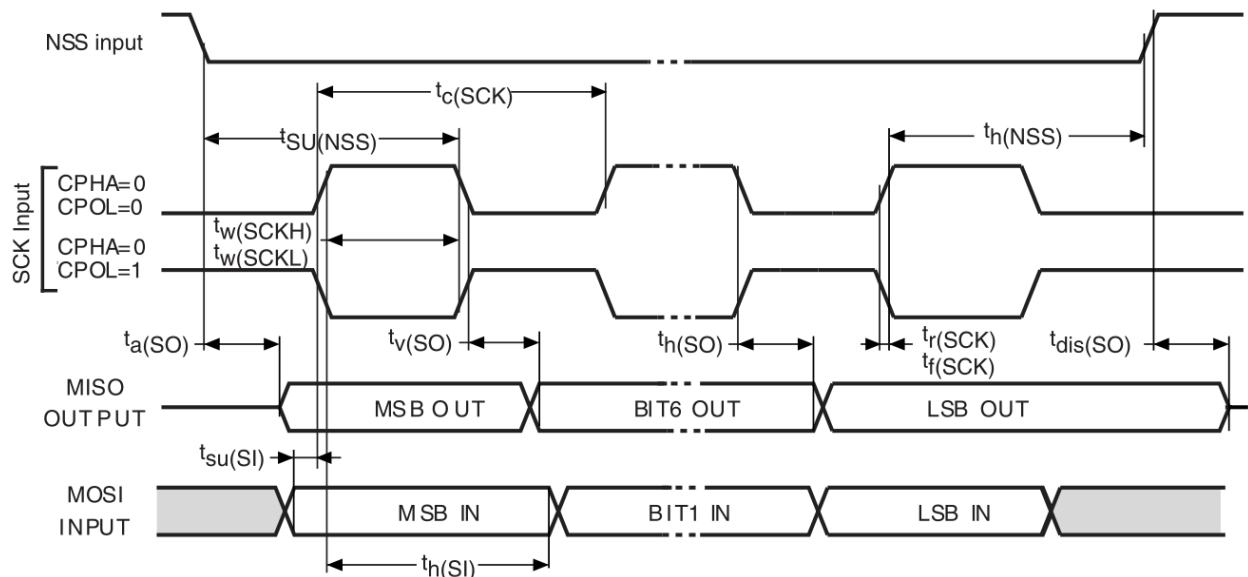 NSS input
tc(SCK)
tSU(NSS)
th(NSS)
SCK Input
CPHA=0
CPOL=0
CPHA=0
CPOL=1
tw(SCKH)
tw(SCKL)
ta(SO)
tv(SO)
th(SO)
tr(SCK)
tf(SCK)
tdis(SO)
MISO
OUTPUT
MSB OUT
BIT6 OUT
LSB OUT
tsu(SI)
MOSI
INPUT
MSB IN
BIT1 IN
LSB IN
th(SI)